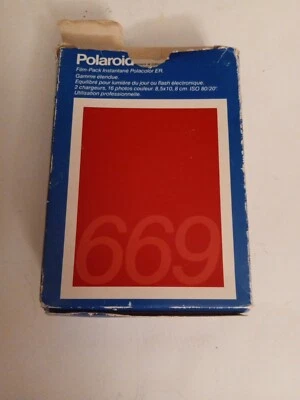 Polaroid
Film-Pack Instantané Polacolor ER.
Gamme étendue.
Equilibré pour lumière du jour ou flash électronique.
2 chargeurs, 16 photos couleur 8,5x10,8 cm ISO 80/20°
Utilisation professionnelle.
669